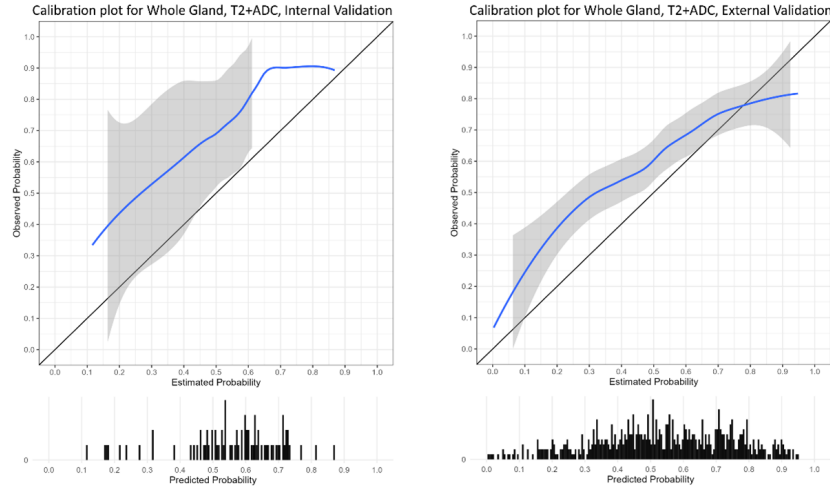 Calibration plot for Whole Gland, T2+ADC, Internal Validation
1.0
0.9
0.8
0.7
0.6
0.5
0.4
0.3
0.2
0.1
0.0
Observed Probability
0.0 0.1 0.2 0.3 0.4 0.5 0.6 0.7 0.8 0.9 1.0
Estimated Probability
0
0.0 0.1 0.2 0.3 0.4 0.5 0.6 0.7 0.8 0.9 1.0
Predicted Probability
Calibration plot for Whole Gland, T2+ADC, External Validation
1.0
0.9
0.8
0.7
0.6
0.5
0.4
0.3
0.2
0.1
0.0
Observed Probability
0.0 0.1 0.2 0.3 0.4 0.5 0.6 0.7 0.8 0.9 1.0
Estimated Probability
0
0.0 0.1 0.2 0.3 0.4 0.5 0.6 0.7 0.8 0.9 1.0
Predicted Probability